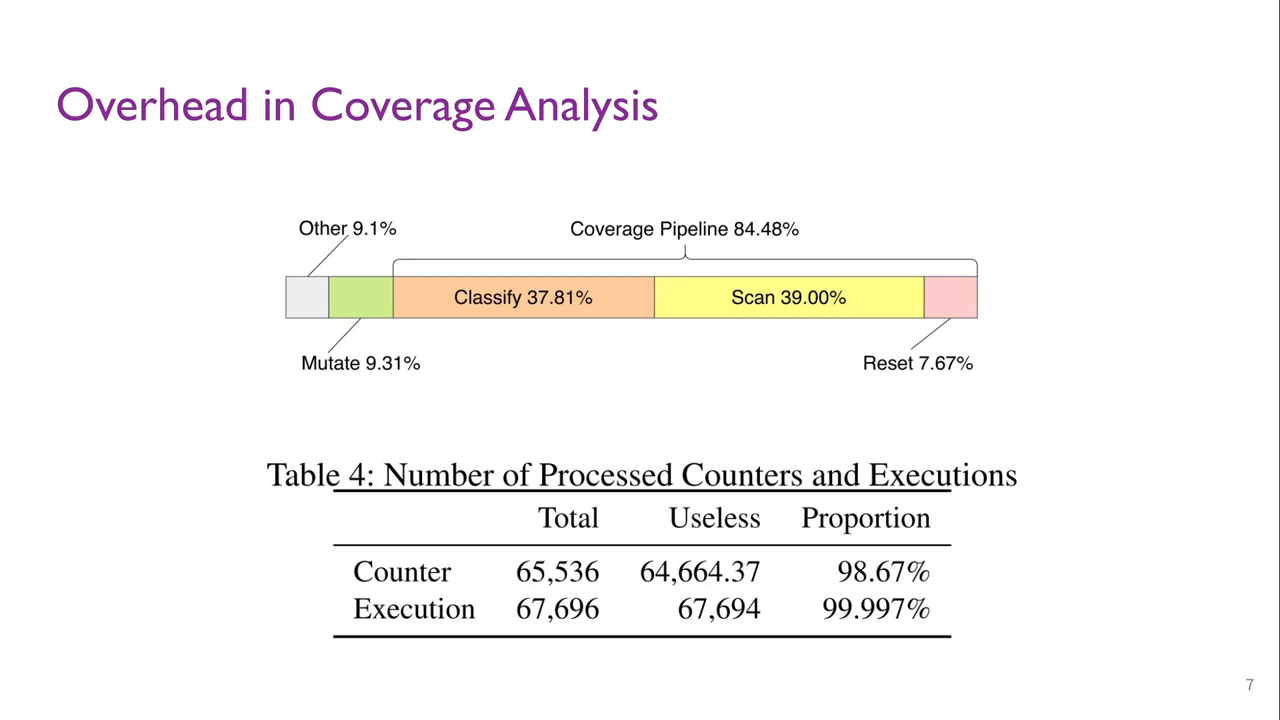 Overhead in Coverage Analysis
Other 9.1%
Coverage Pipeline 84.48%
Classify 37.81%
Scan 39.00%
Mutate 9.31%
Reset 7.67%
Table 4: Number of Processed Counters and Executions
Total Useless Proportion
Counter 65,536 64,664.37 98.67%
Execution 67,696 67,694 99.997%
7